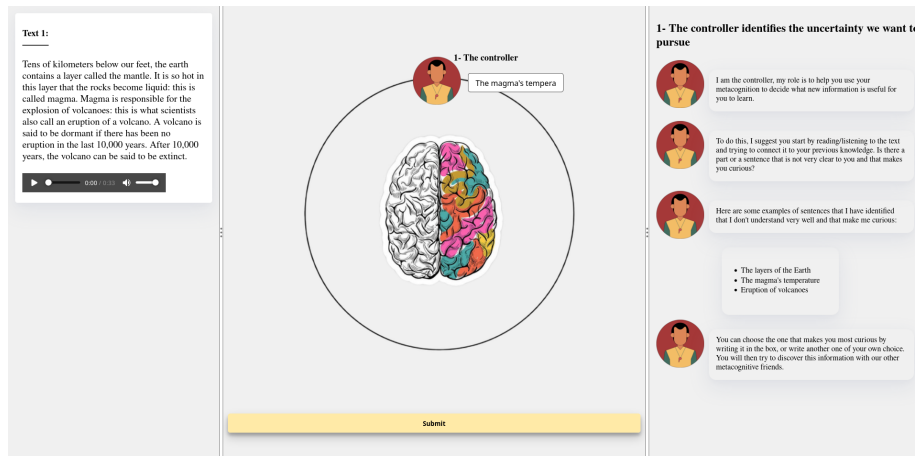 Text 1:
Tens of kilometers below our feet, the earth
contains a layer called the mantle. It is so hot in
this layer that the rocks become liquid: this is
called magma. Magma is responsible for the
explosion of volcanoes: this is what scientists
also call an eruption of a volcano. A volcano is
said to be dormant if there has been no
eruption in the last 10,000 years. After 10,000
years, the volcano can be said to be extinct.
0:00 / 0:33
1- The controller
The magma's tempera
Submit
1- The controller identifies the uncertainty we want to
pursue
I am the controller, my role is to help you use your
metacognition to decide what new information is useful for
you to learn.
To do this, I suggest you start by reading/listening to the text
and trying to connect it to your previous knowledge. Is there a
part or a sentence that is not very clear to you and that makes
you curious?
Here are some examples of sentences that I have identified
that I don't understand very well and that make me curious:
• The layers of the Earth
• The magma's temperature
• Eruption of volcanoes
You can choose the one that makes you most curious by
writing it in the box, or write another one of your own choice.
You will then try to discover this information with our other
metacognitive friends.